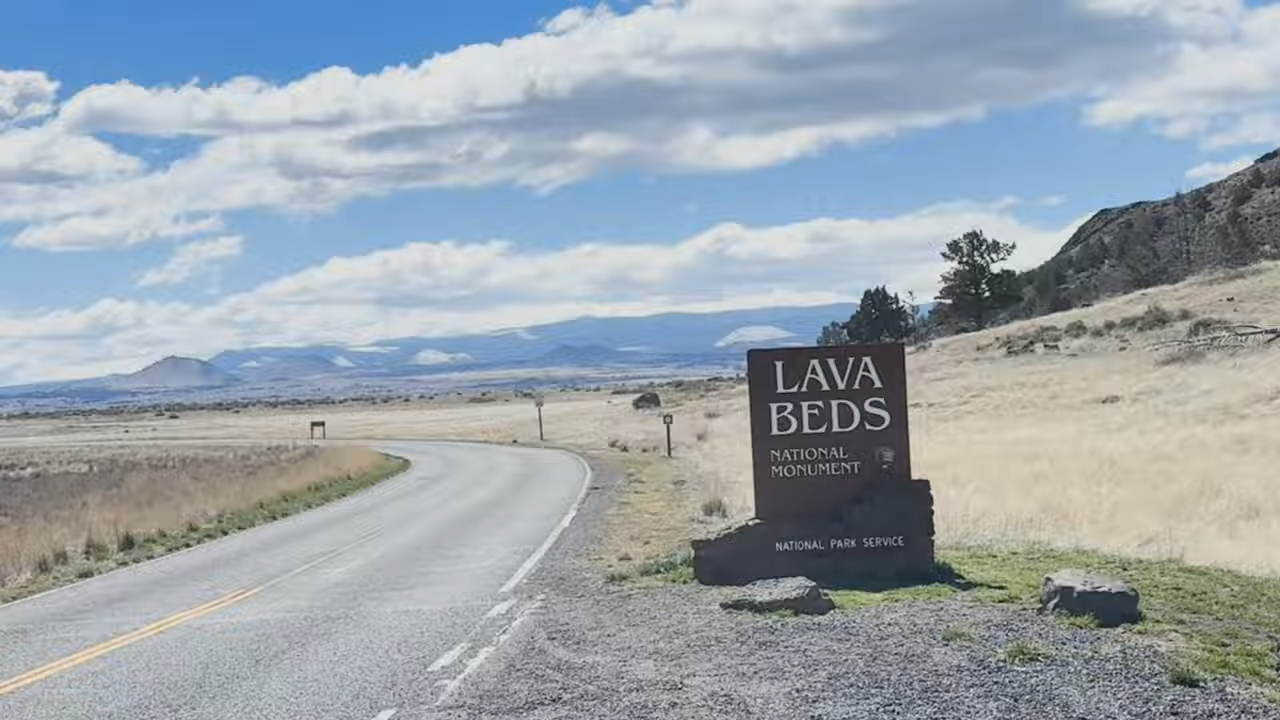 LAVA
BEDS
NATIONAL
MONUMENT
NATIONAL PARK SERVICE